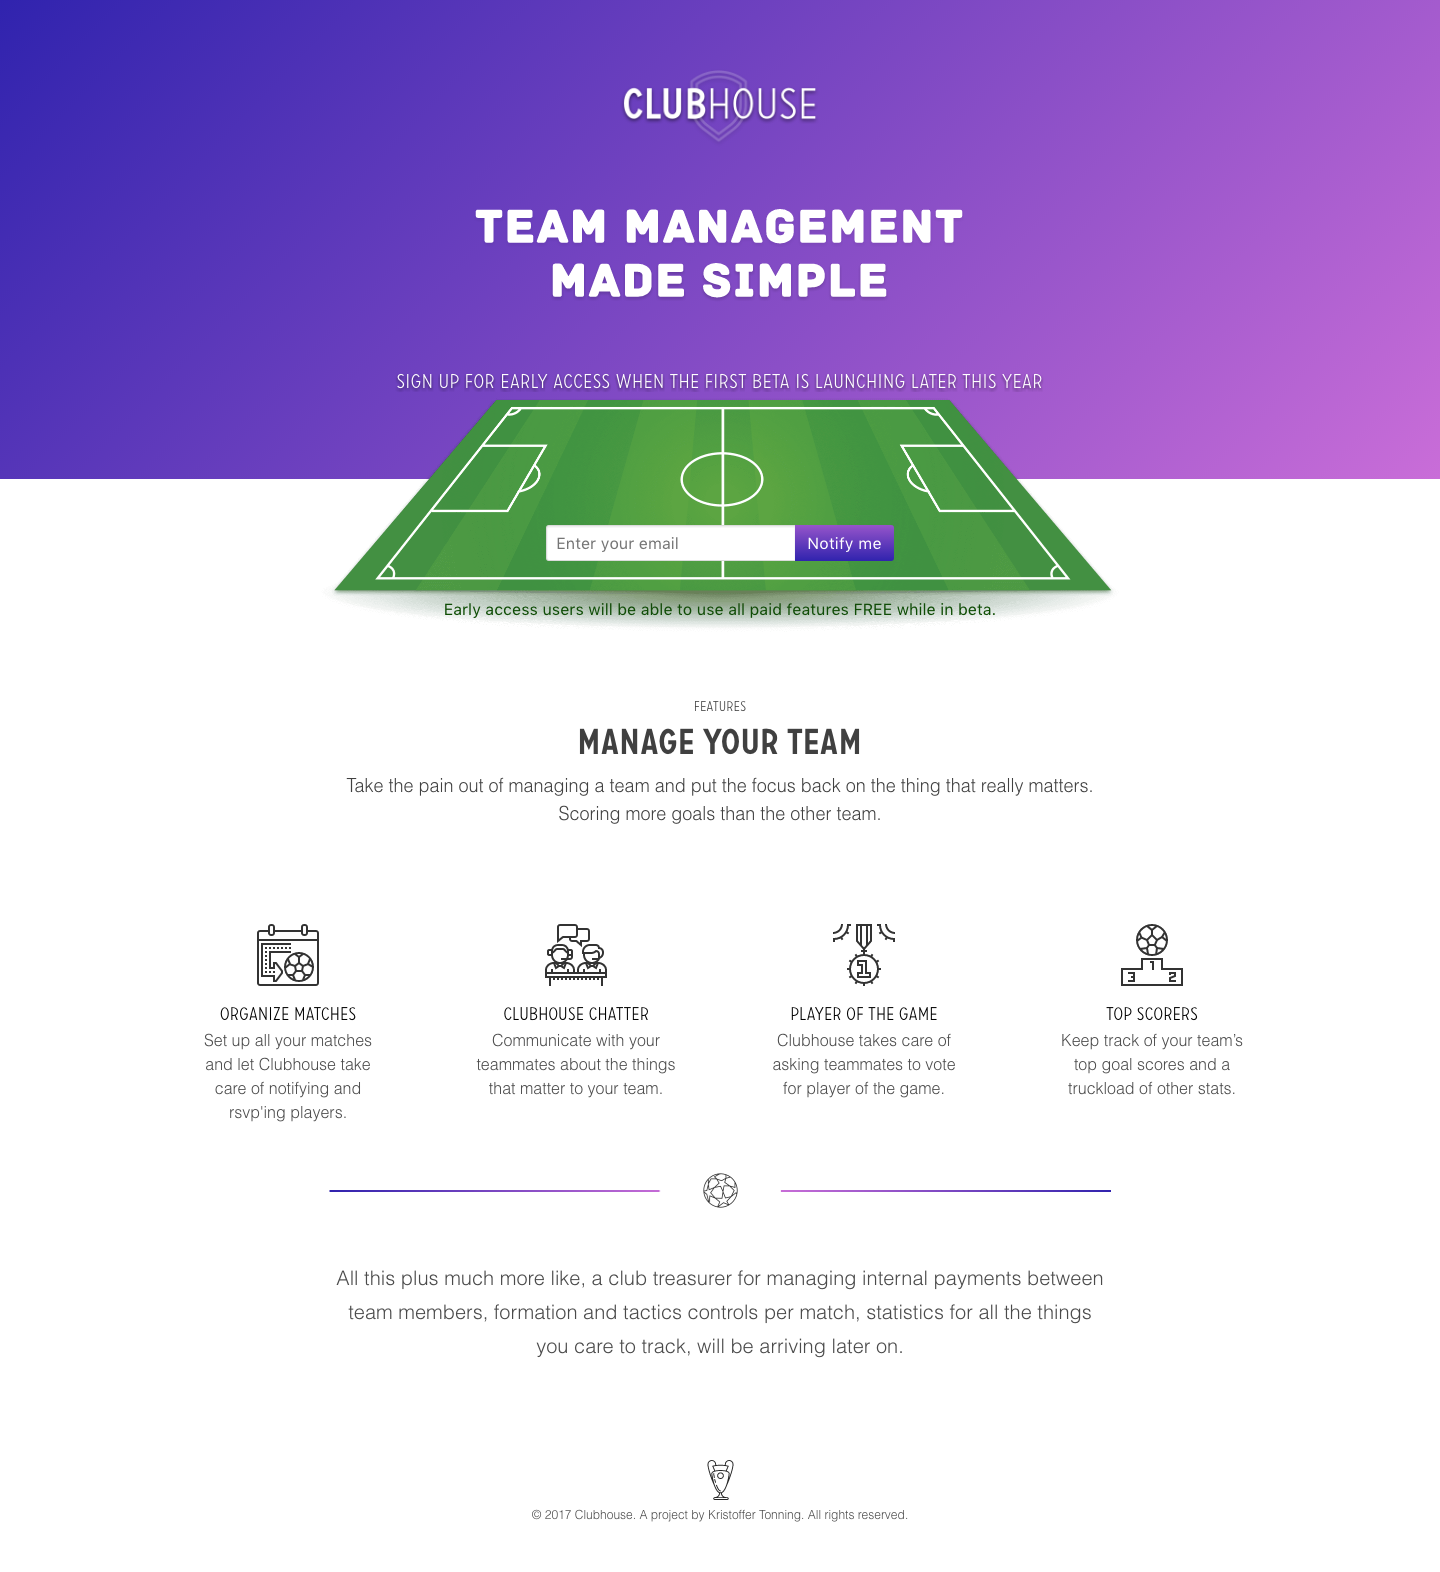 CLUBHOUSE
TEAM MANAGEMENT
MADE SIMPLE
SIGN UP FOR EARLY ACCESS WHEN THE FIRST BETA IS LAUNCHING LATER THIS YEAR
Enter your email
Notify me
Early access users will be able to use all paid features FREE while in beta.
FEATURES
MANAGE YOUR TEAM
Take the pain out of managing a team and put the focus back on the thing that really matters.
Scoring more goals than the other team.
1
3 1 2
ORGANIZE MATCHES
Set up all your matches
and let Clubhouse take
care of notifying and
rsvp'ing players.
CLUBHOUSE CHATTER
Communicate with your
teammates about the things
that matter to your team.
PLAYER OF THE GAME
Clubhouse takes care of
asking teammates to vote
for player of the game.
TOP SCORERS
Keep track of your team’s
top goal scores and a
truckload of other stats.
All this plus much more like, a club treasurer for managing internal payments between
team members, formation and tactics controls per match, statistics for all the things
you care to track, will be arriving later on.
© 2017 Clubhouse. A project by Kristoffer Tonning. All rights reserved.